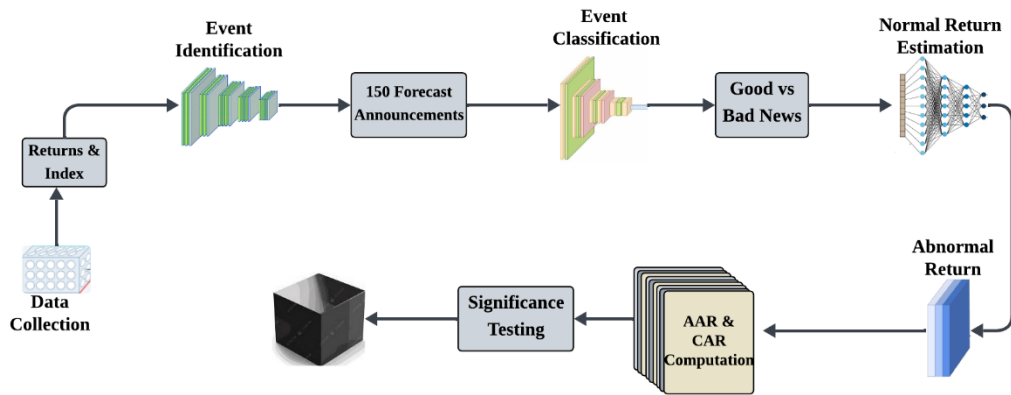 Data
Collection
Returns &
Index
Event
Identification
150 Forecast
Announcements
Event
Classification
Good vs
Bad News
Normal Return
Estimation
Abnormal
Return
AAR &
CAR
Computation
Significance
Testing